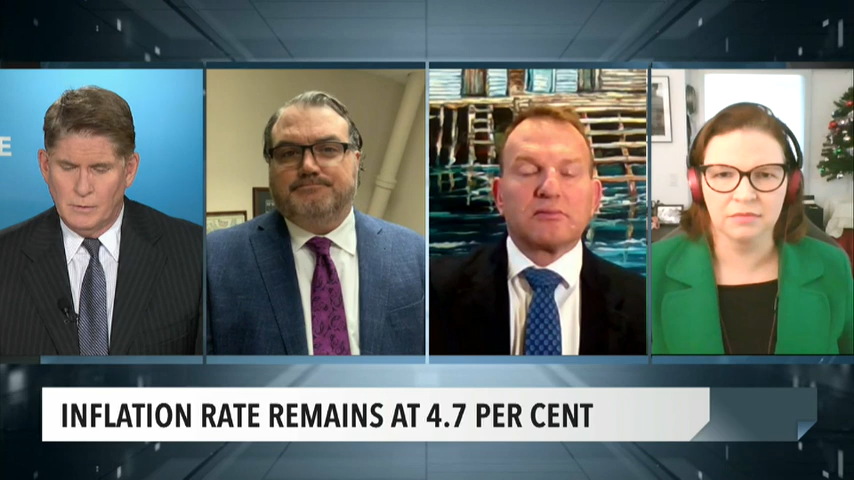 E
INFLATION RATE REMAINS AT 4.7 PER CENT